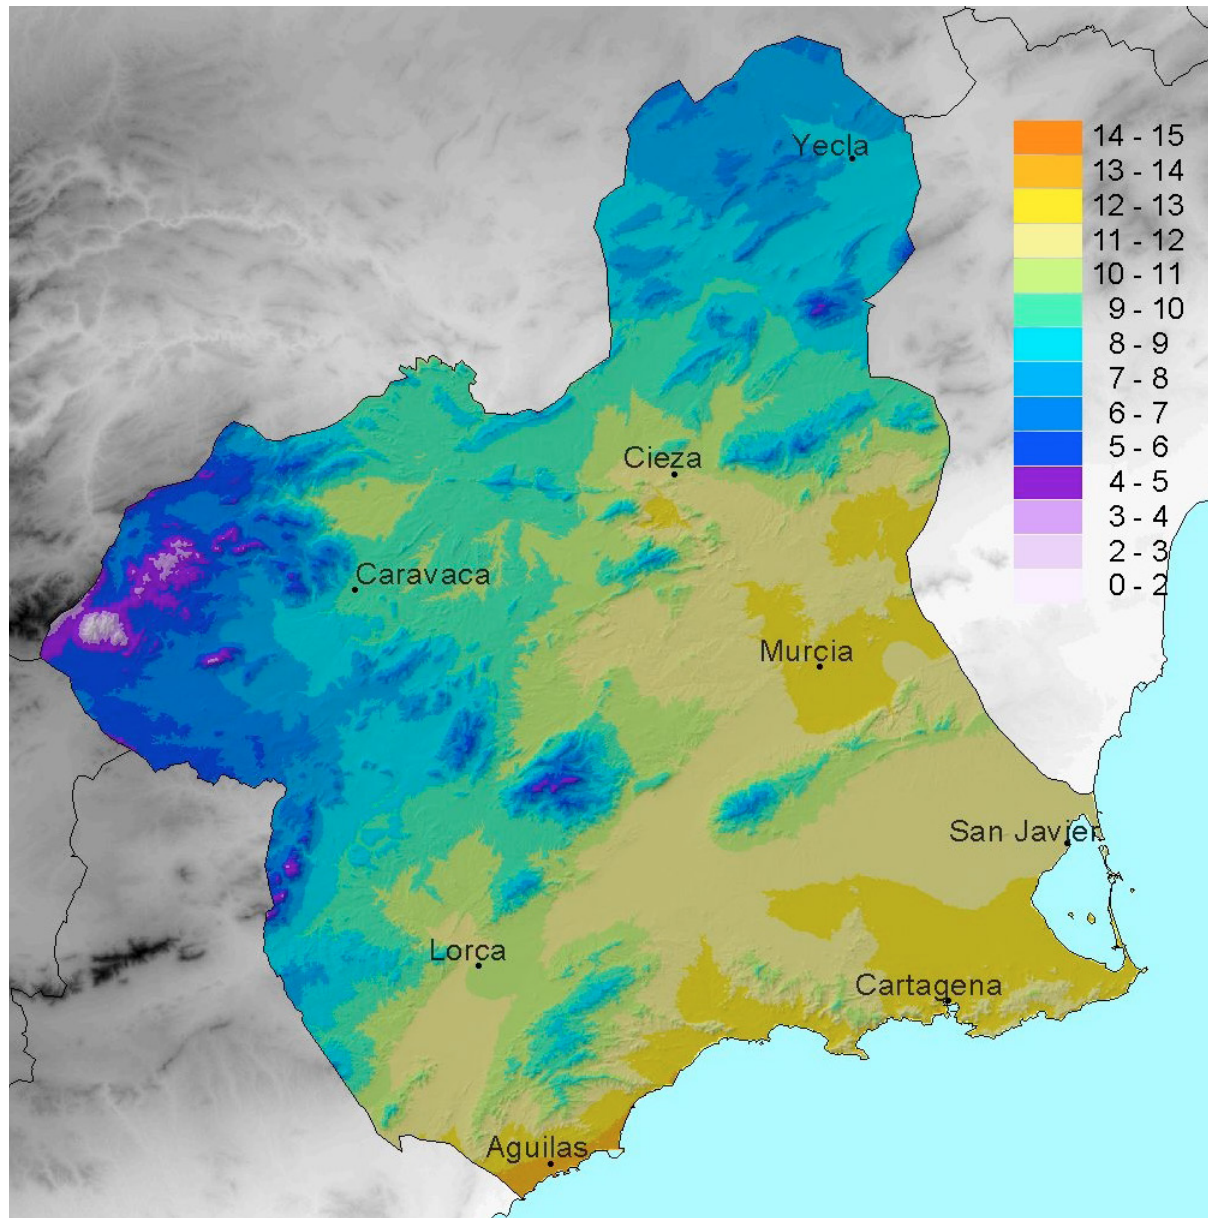 Yecla
14 - 15
13 - 14
12 - 13
11 - 12
10 - 11
9 - 10
8 - 9
7 - 8
6 - 7
5 - 6
4 - 5
3 - 4
2 - 3
0 - 2
Cieza
Caravaca
Murcia
San Javier
Lorca
Cartagena
Aguilas